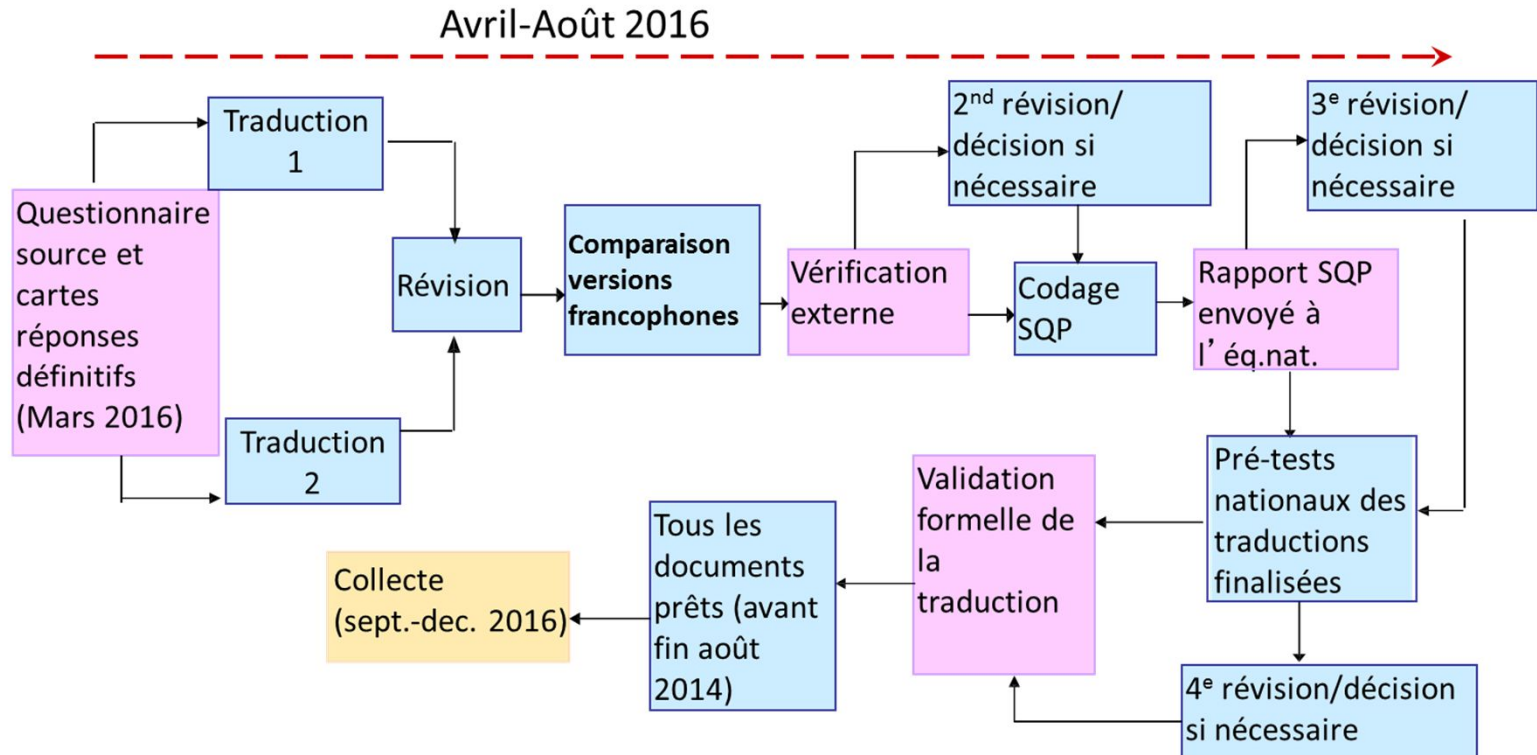 Avril-Août 2016
Traduction
1
Questionnaire
source et
cartes
réponses
définitifs
(Mars 2016)
Traduction
2
Révision
Comparaison
versions
francophones
Vérification
externe
2nd révision/
décision si
nécessaire
Codage
SQP
Rapport SQP
envoyé à
l’ éq.nat.
3e révision/
décision si
nécessaire
Pré-tests
nationaux des
traductions
finalisées
4e révision/décision
si nécessaire
Validation
formelle de
la
traduction
Tous les
documents
prêts (avant
fin août
2014)
Collecte
(sept.-dec. 2016)